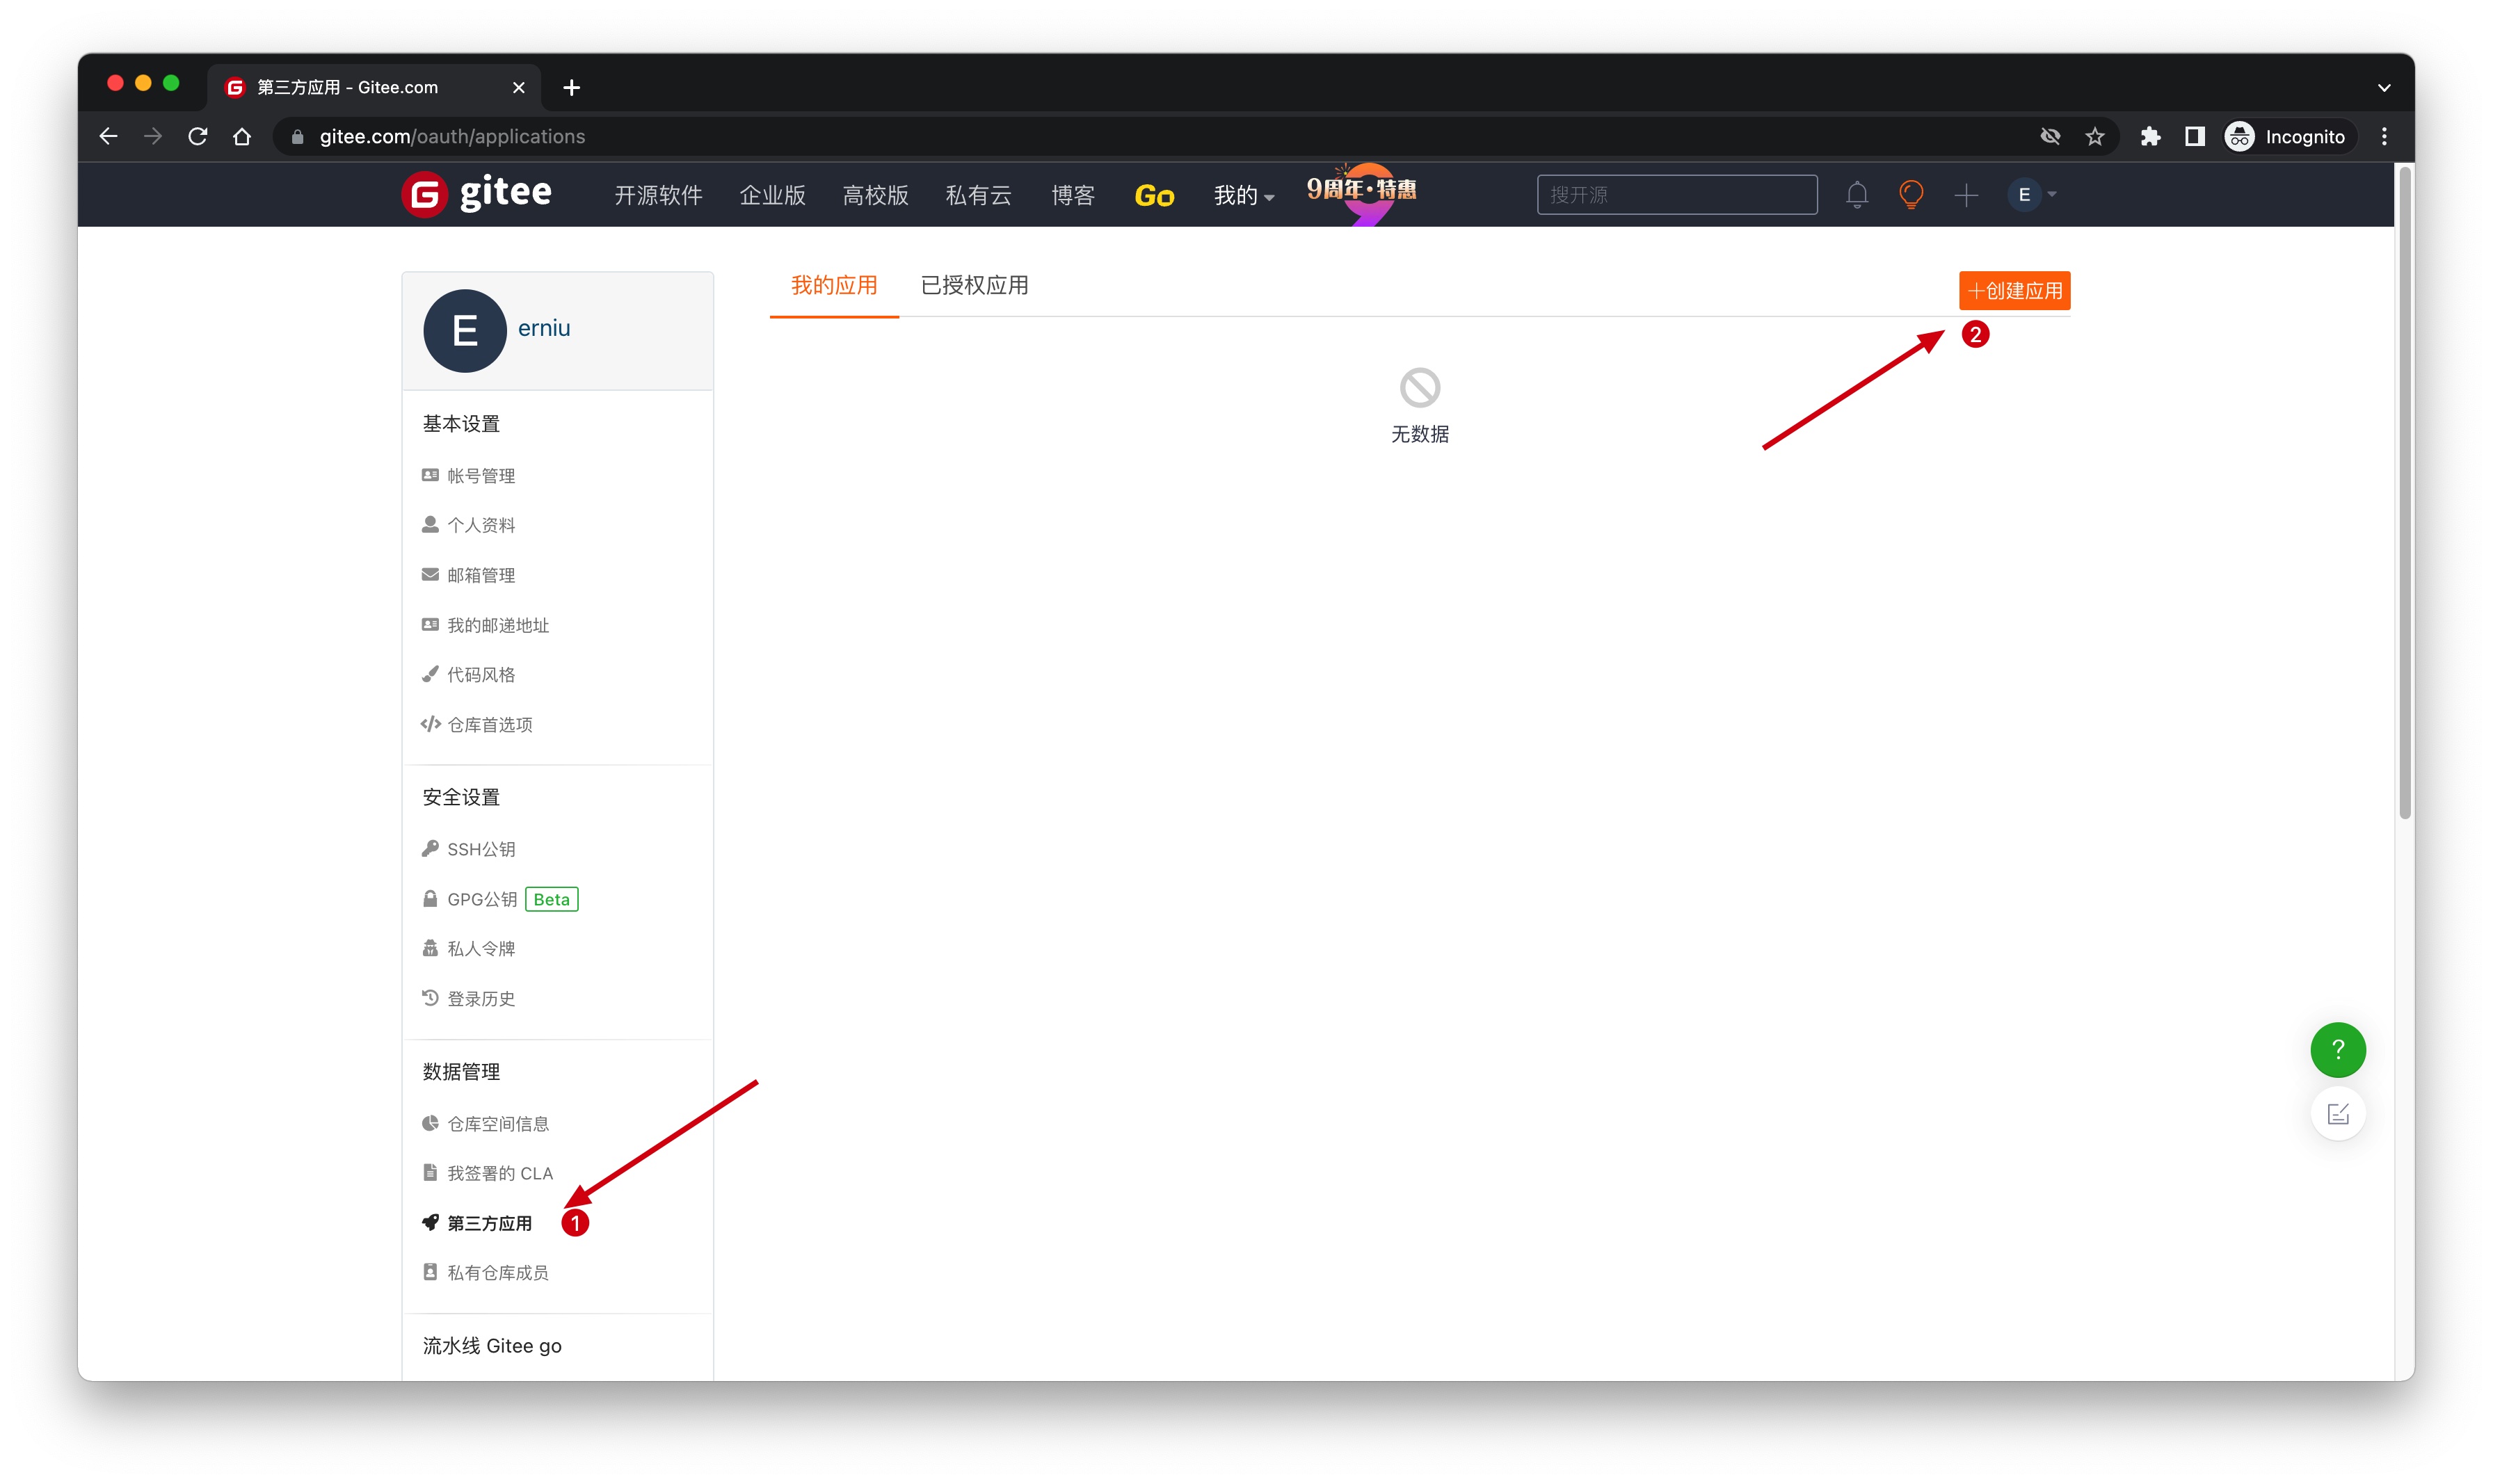 第三方应用 - Gitee.com
gitee.com/oauth/applications
Incognito
gitee 开源软件 企业版 高校版 私有云 博客 Go 我的 9周年·特惠 搜开源 E
E erniu
我的应用 已授权应用 +创建应用
2
无数据
基本设置
帐号管理
个人资料
邮箱管理
我的邮递地址
代码风格
仓库首选项
安全设置
SSH公钥
GPG公钥 Beta
私人令牌
登录历史
数据管理
仓库空间信息
我签署的 CLA
第三方应用 1
私有仓库成员
流水线 Gitee go
?